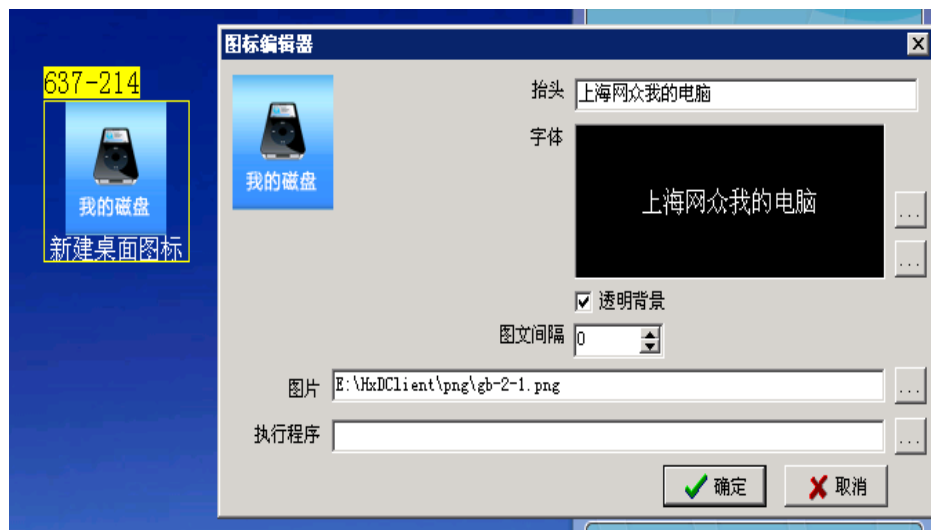 图标编辑器
637-214
我的磁盘
新建桌面图标
我的磁盘
抬头 上海网众我的电脑
字体
上海网众我的电脑
...
...
透明背景
图文间隔 0
图片 E:\HxDClient\png\gb-2-1.png ...
执行程序 ...
确定 取消